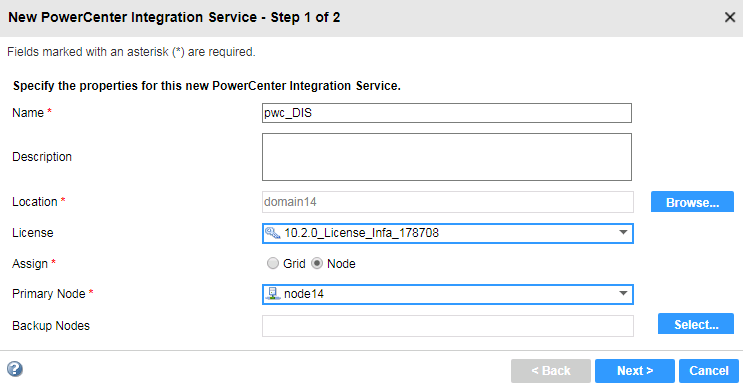 New PowerCenter Integration Service - Step 1 of 2
Fields marked with an asterisk (*) are required.
Specify the properties for this new PowerCenter Integration Service.
Name * pwc_DIS
Description
Location * domain14 Browse...
License 10.2.0_License_Infa_178708
Assign * Grid Node
Primary Node * node14
Backup Nodes Select...
< Back Next > Cancel